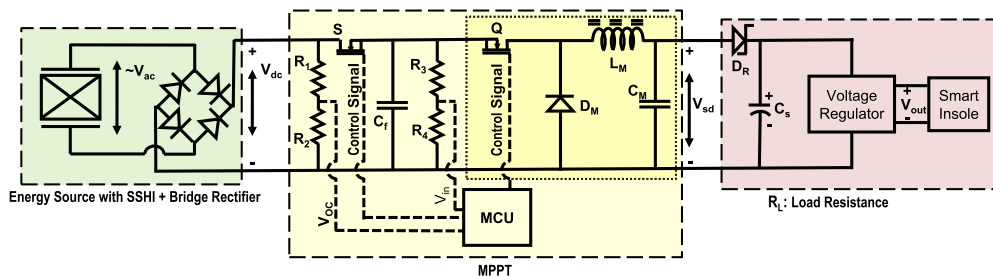 ~Vac
+
Vdc
-
Energy Source with SSHI + Bridge Rectifier
S
R1
R2
Control Signal
Cf
R3
R4
Voc
Vin
Q
Control Signal
MCU
DM
LM
CM
+
Vsd
-
MPPT
DR
+
Cs
-
Voltage
Regulator
+
Vout
-
Smart
Insole
RL: Load Resistance